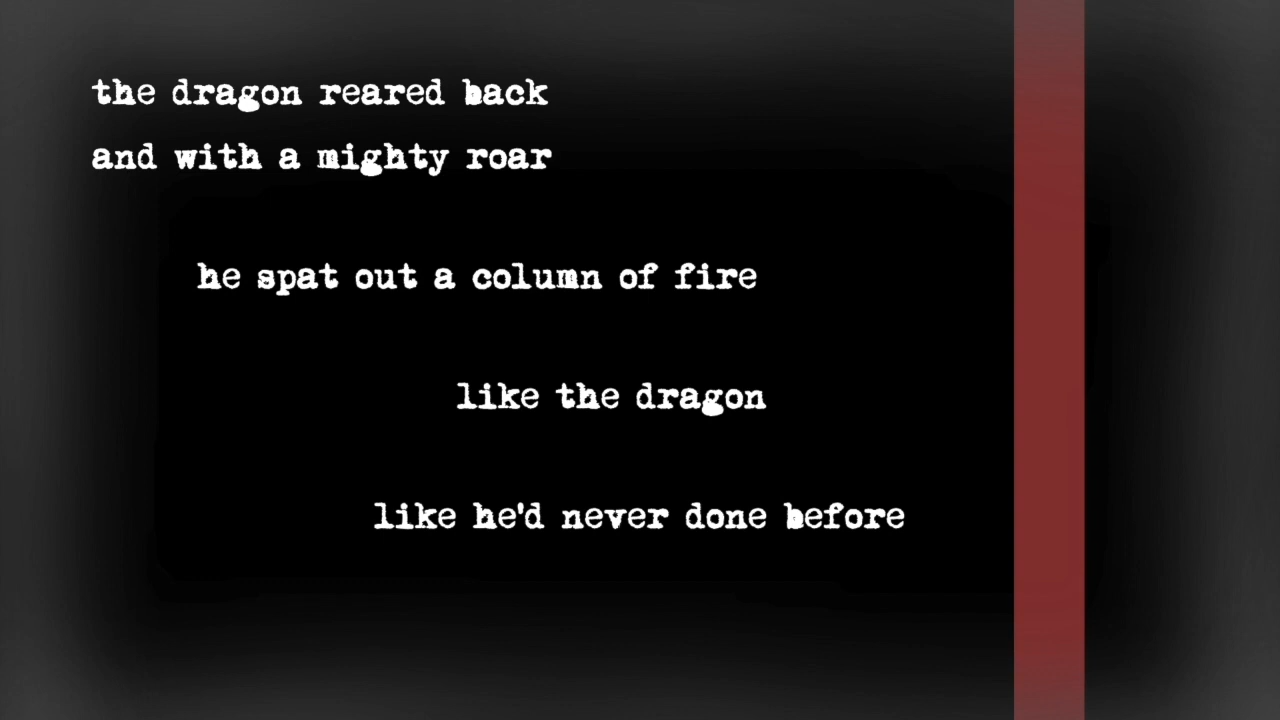 the dragon reared back
and with a mighty roar
he spat out a column of fire
like the dragon
like he'd never done before